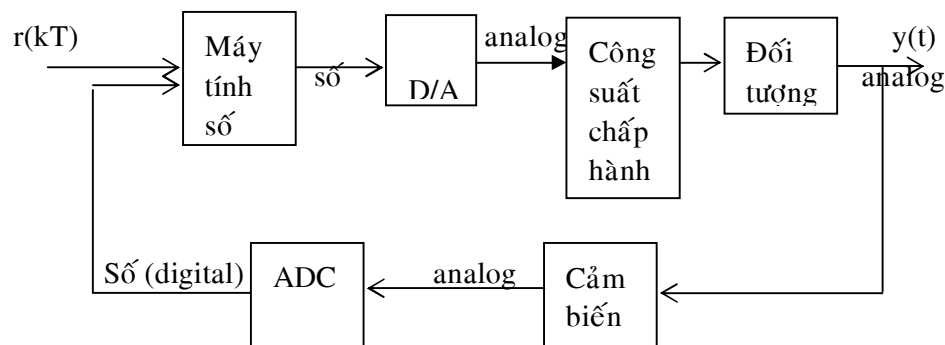 r(kT)
Máy
tính
số
số
D/A
analog
Công
suất
chấp
hành
Đối
tượng
y(t)
analog
Số (digital)
ADC
analog
Cảm
biến